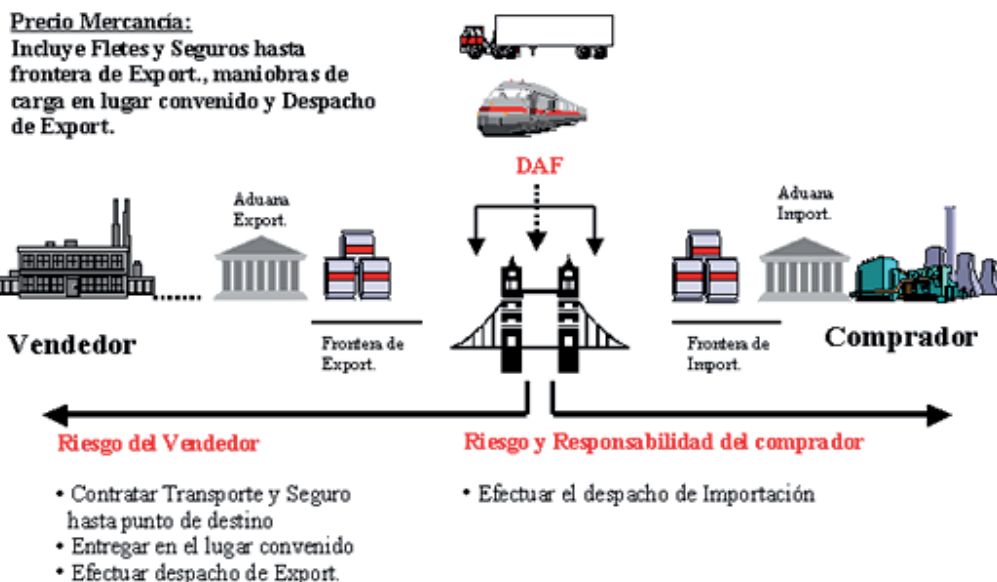 Precio Mercancía:
Incluye Fletes y Seguros hasta
frontera de Export., maniobras de
carga en lugar convenido y Despacho
de Export.
DAF
Aduana
Export.
Aduana
Import.
Vendedor
Frontera de
Export.
Frontera de
Import.
Comprador
Riesgo del Vendedor
• Contratar Transporte y Seguro
hasta punto de destino
• Entregar en el lugar convenido
• Efectuar despacho de Export.
Riesgo y Responsabilidad del comprador
• Efectuar el despacho de Importación